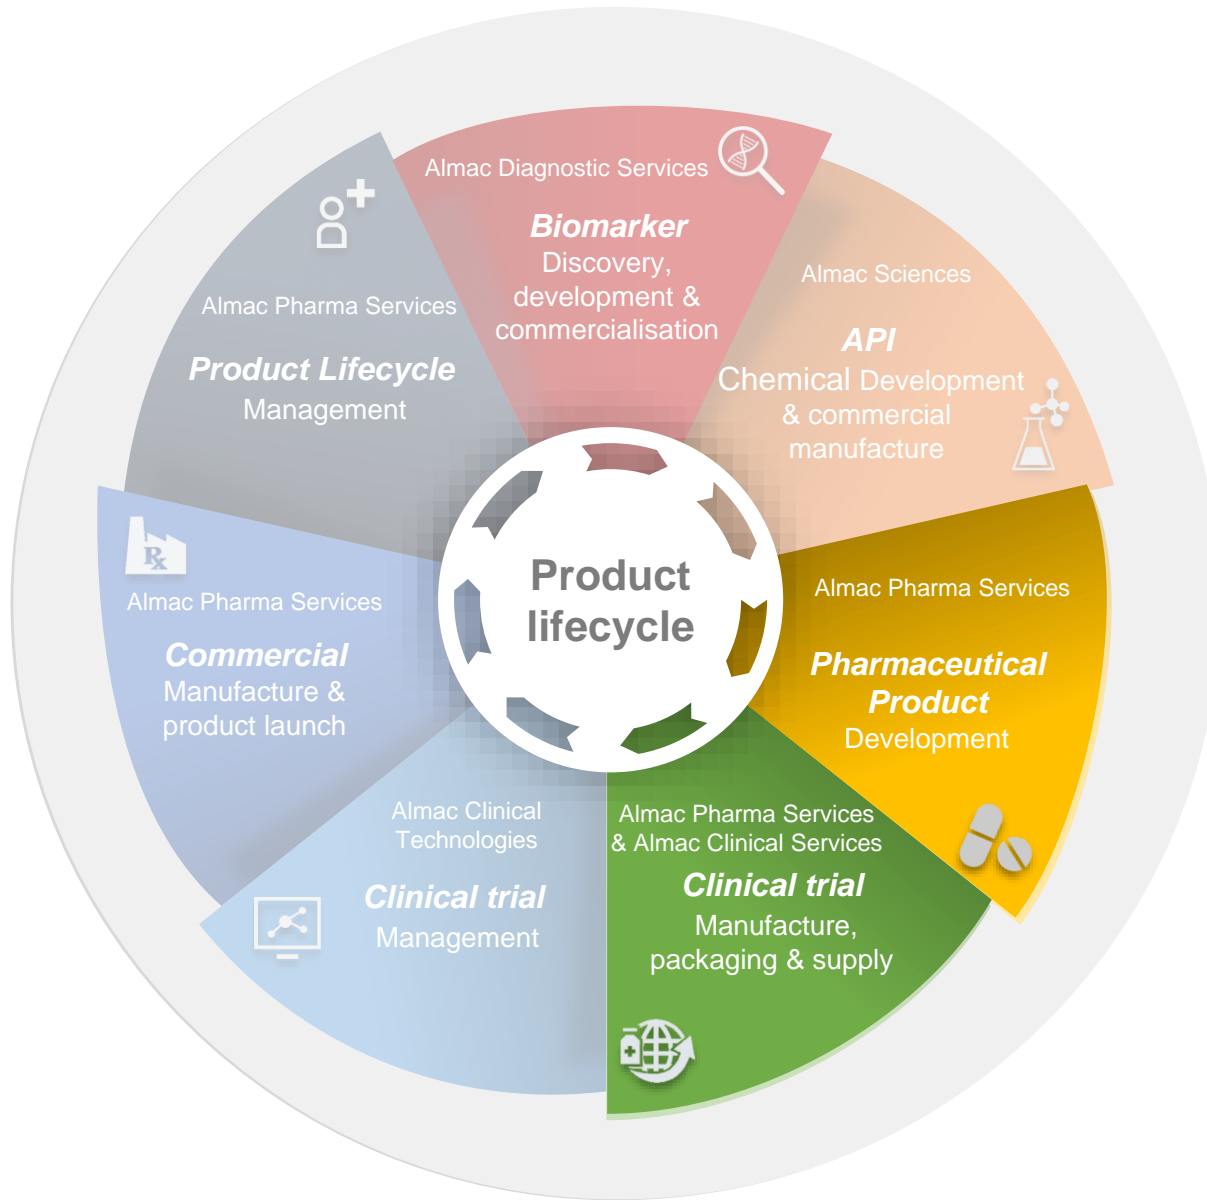 Almac Diagnostic Services
Biomarker
Discovery,
development &
commercialisation
Almac Sciences
API
Chemical Development
& commercial
manufacture
Almac Pharma Services
Pharmaceutical
Product
Development
Almac Pharma Services
& Almac Clinical Services
Clinical trial
Manufacture,
packaging & supply
Almac Clinical
Technologies
Clinical trial
Management
Rx
Almac Pharma Services
Commercial
Manufacture &
product launch
Almac Pharma Services
Product Lifecycle
Management
Product
lifecycle